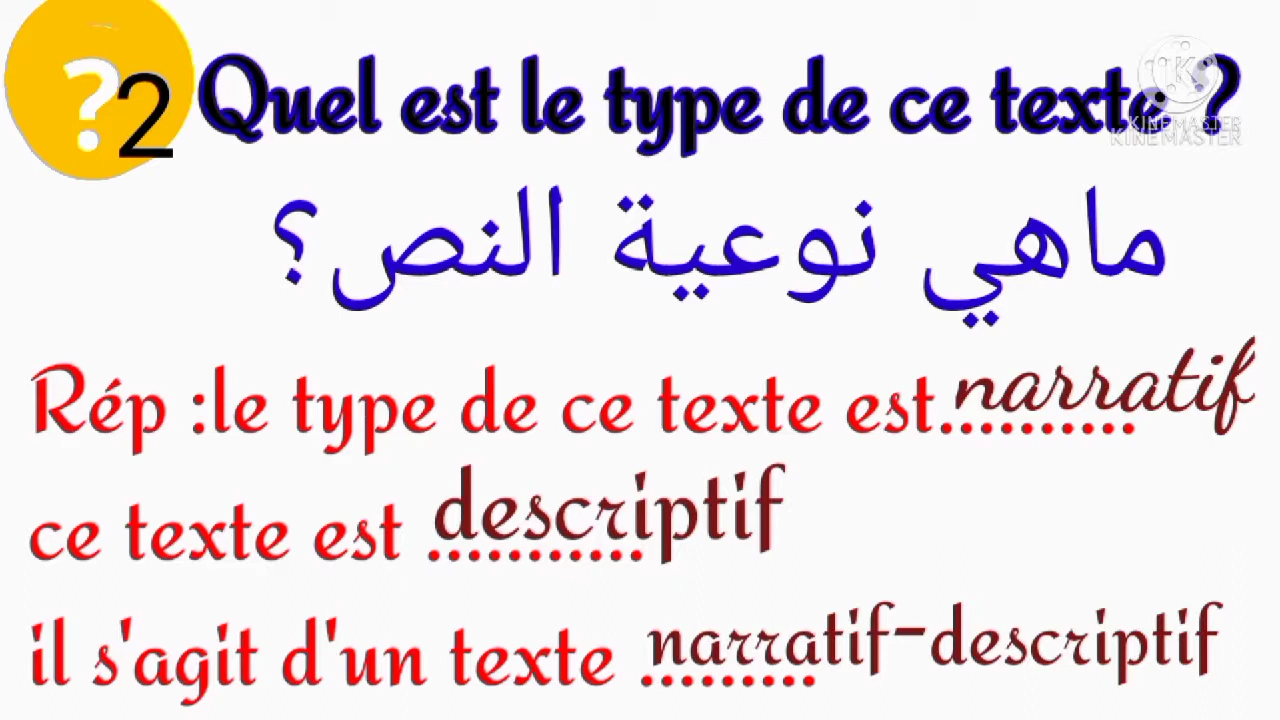 ?2 Quel est le type de ce texte ?
KINEMASTER
KINEMASTER
ماهي نوعية النص؟
Rép :le type de ce texte est..........narratif
ce texte est ...........descriptif
il s'agit d'un texte .........narratif-descriptif